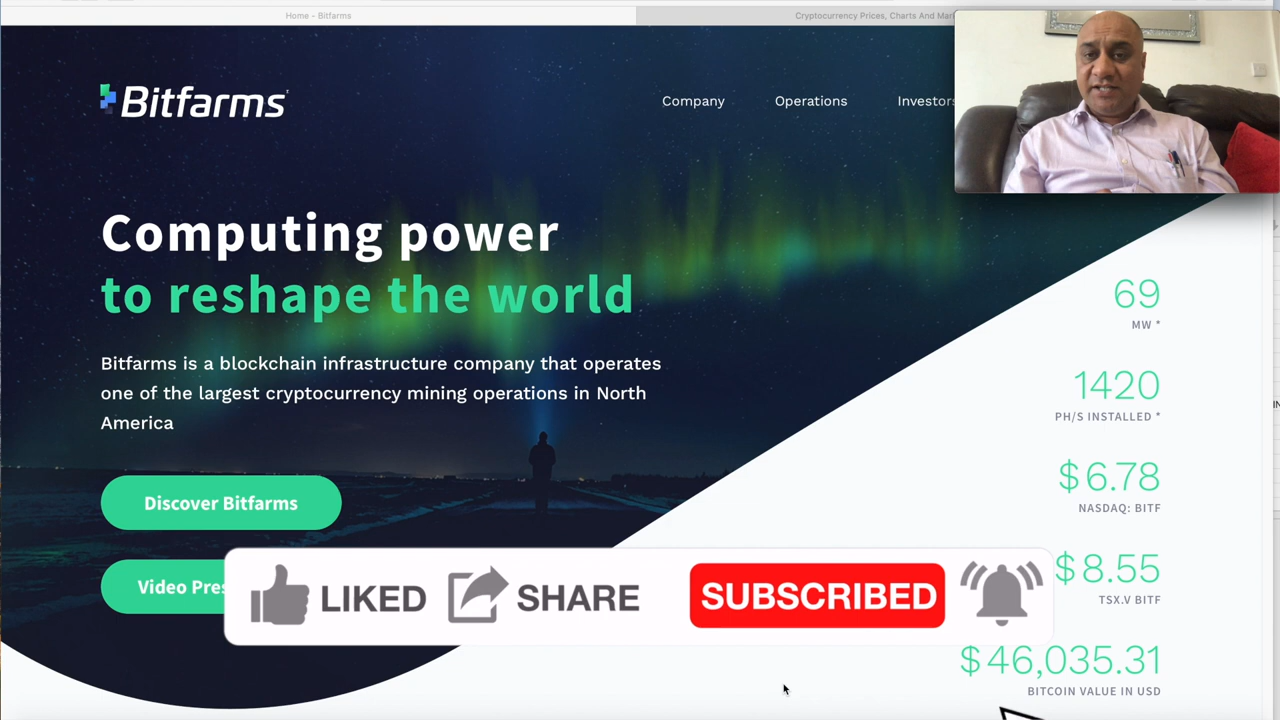 Home - Bitfarms
Cryptocurrency Prices, Charts And
Bitfarms
Company
Operations
Investors
Computing power
to reshape the world
Bitfarms is a blockchain infrastructure company that operates
one of the largest cryptocurrency mining operations in North
America
Discover Bitfarms
Video
69
MW *
1420
PH/S INSTALLED *
$6.78
NASDAQ: BITF
$8.55
TSX.V BITF
$46,035.31
BITCOIN VALUE IN USD
LIKED
SHARE
SUBSCRIBED